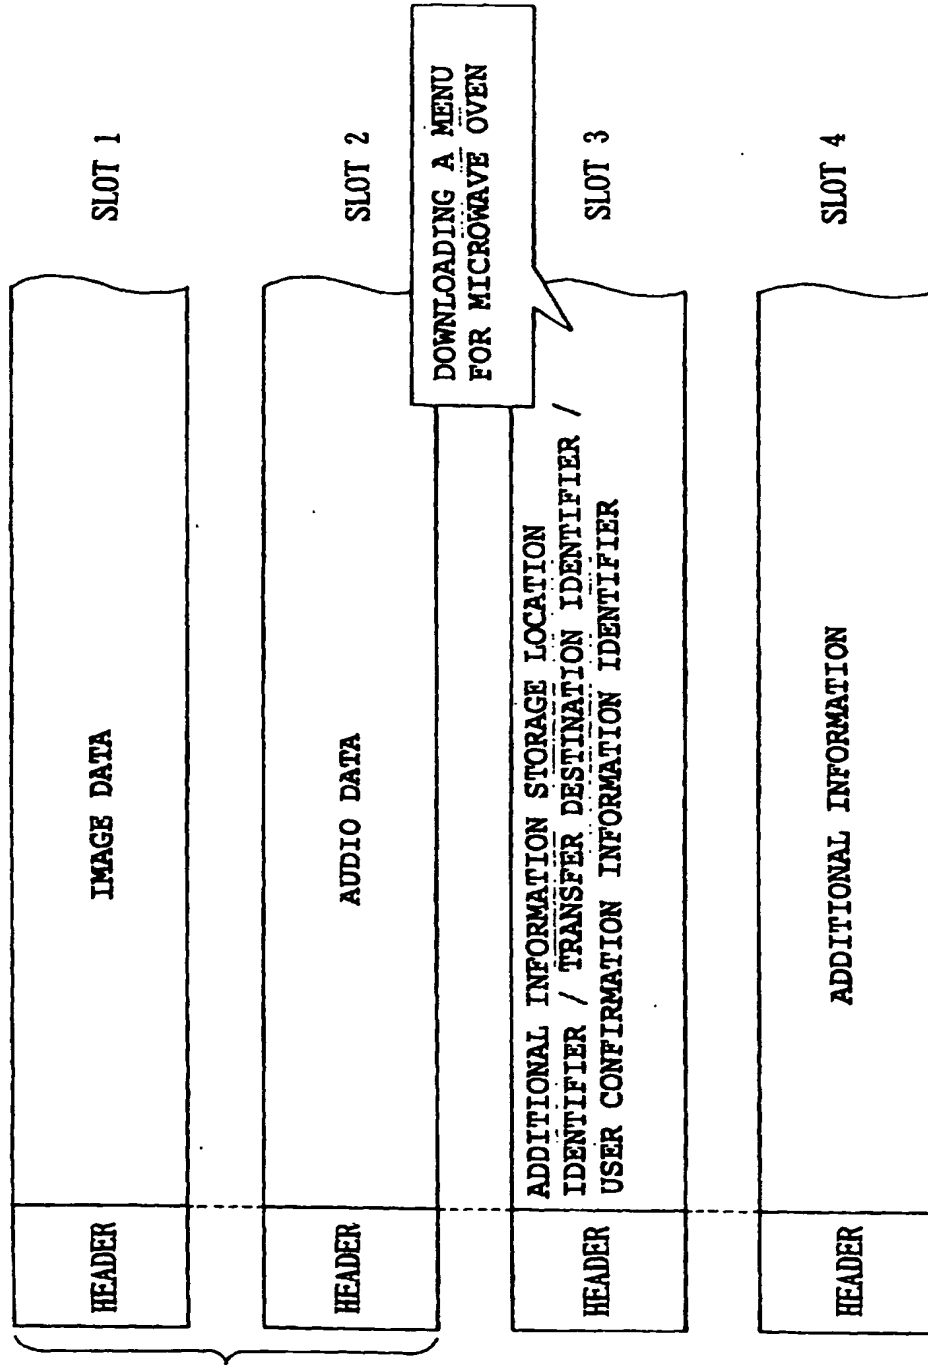 HEADER
IMAGE DATA
SLOT 1
HEADER
AUDIO DATA
SLOT 2
DOWNLOADING A MENU
FOR MICROWAVE OVEN
HEADER
ADDITIONAL INFORMATION STORAGE LOCATION
IDENTIFIER / TRANSFER DESTINATION IDENTIFIER /
USER CONFIRMATION INFORMATION IDENTIFIER
SLOT 3
HEADER
ADDITIONAL INFORMATION
SLOT 4